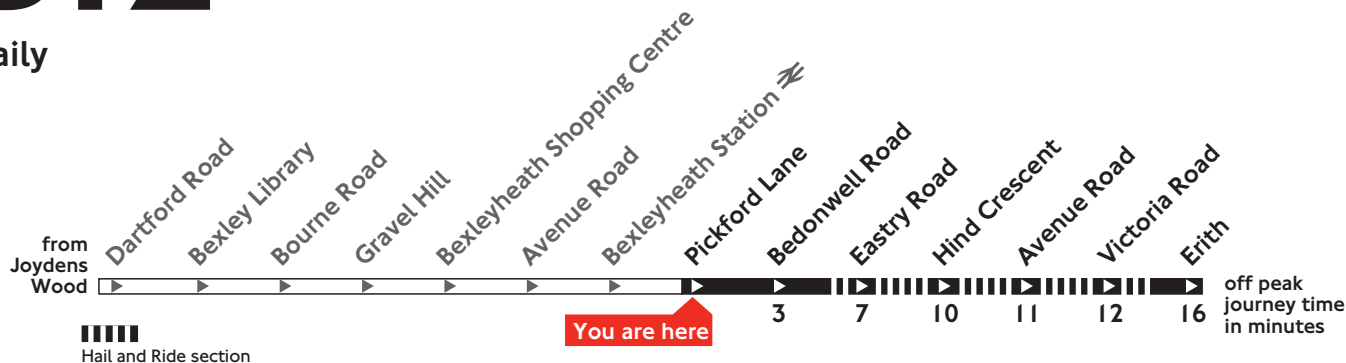 Dartford Road
Bexley Library
Bourne Road
Gravel Hill
Bexleyheath Shopping Centre
Avenue Road
Bexleyheath Station
Pickford Lane
Bedonwell Road
Eastry Road
Hind Crescent
Avenue Road
Victoria Road
Erith
from
Joydens
Wood
You are here
3
7
10
11
12
16
off peak
journey time
in minutes
Hail and Ride section